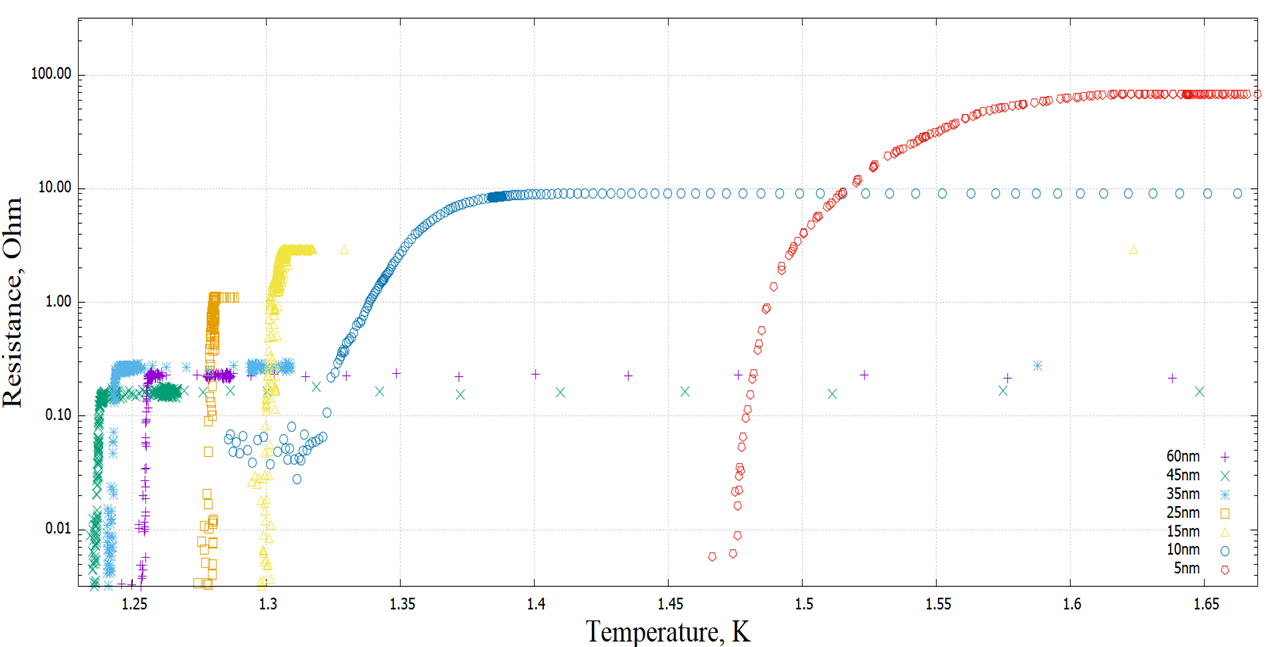 Resistance, Ohm
100.00
10.00
1.00
0.10
0.01
60nm
45nm
35nm
25nm
15nm
10nm
5nm
1.25 1.3 1.35 1.4 1.45 1.5 1.55 1.6 1.65
Temperature, K